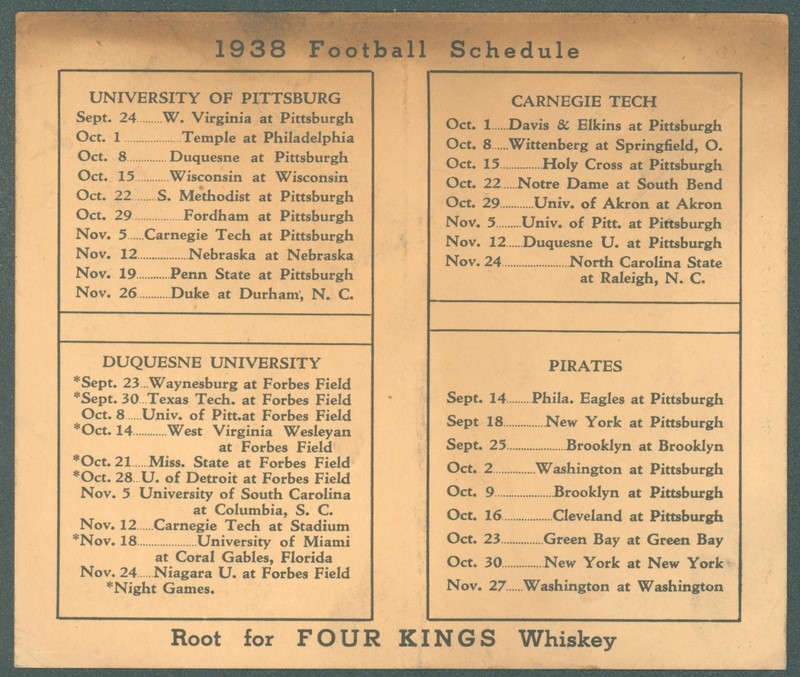 1938 Football Schedule
UNIVERSITY OF PITTSBURG
Sept. 24........W. Virginia at Pittsburgh
Oct. 1 ..................Temple at Philadelphia
Oct. 8..............Duquesne at Pittsburgh
Oct. 15...........Wisconsin at Wisconsin
Oct. 22........S. Methodist at Pittsburgh
Oct. 29................Fordham at Pittsburgh
Nov. 5.....Carnegie Tech at Pittsburgh
Nov. 12................Nebraska at Nebraska
Nov. 19...........Penn State at Pittsburgh
Nov. 26...........Duke at Durham, N. C.
DUQUESNE UNIVERSITY
*Sept. 23...Waynesburg at Forbes Field
*Sept. 30...Texas Tech. at Forbes Field
Oct. 8.....Univ. of Pitt.at Forbes Field
*Oct. 14............West Virginia Wesleyan
at Forbes Field
*Oct. 21.....Miss. State at Forbes Field
*Oct. 28...U. of Detroit at Forbes Field
Nov. 5 University of South Carolina
at Columbia, S. C.
Nov. 12.....Carnegie Tech at Stadium
*Nov. 18.....................University of Miami
at Coral Gables, Florida
Nov. 24.....Niagara U. at Forbes Field
*Night Games.
CARNEGIE TECH
Oct. 1.....Davis & Elkins at Pittsburgh
Oct. 8...Wittenberg at Springfield, O.
Oct. 15...........Holy Cross at Pittsburgh
Oct. 22....Notre Dame at South Bend
Oct. 29.........Univ. of Akron at Akron
Nov. 5.......Univ. of Pitt. at Pittsburgh
Nov. 12.....Duquesne U. at Pittsburgh
Nov. 24.................North Carolina State
at Raleigh, N. C.
PIRATES
Sept. 14........Phila. Eagles at Pittsburgh
Sept 18...........New York at Pittsburgh
Sept. 25...............Brooklyn at Brooklyn
Oct. 2...........Washington at Pittsburgh
Oct. 9...............Brooklyn at Pittsburgh
Oct. 16.............Cleveland at Pittsburgh
Oct. 23...........Green Bay at Green Bay
Oct. 30............New York at New York
Nov. 27......Washington at Washington
Root for FOUR KINGS Whiskey